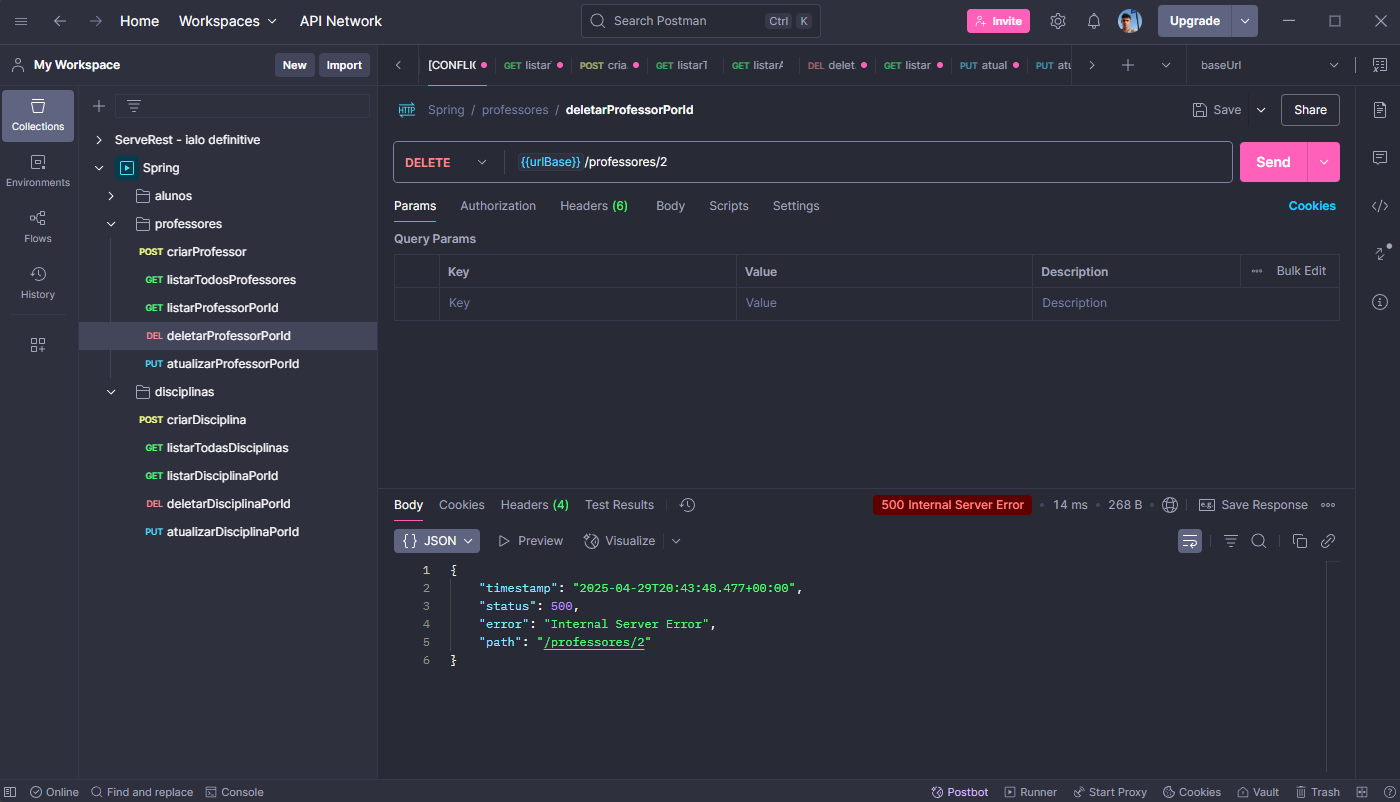 Home Workspaces API Network Search Postman Ctrl K Invite Upgrade
My Workspace New Import
[CONFLIC GET listar POST cria GET listarT GET listarA DEL delet GET listar PUT atual PUT atu baseUrl
Collections
Environments
Flows
History
ServeRest - ialo definitive
Spring
alunos
professores
POST criarProfessor
GET listarTodosProfessores
GET listarProfessorPorId
DEL deletarProfessorPorId
PUT atualizarProfessorPorId
disciplinas
POST criarDisciplina
GET listarTodasDisciplinas
GET listarDisciplinaPorId
DEL deletarDisciplinaPorId
PUT atualizarDisciplinaPorId
HTTP Spring / professores / deletarProfessorPorId Save Share
DELETE {{urlBase}} /professores/2 Send
Params Authorization Headers (6) Body Scripts Settings Cookies
Query Params
Key Value Description Bulk Edit
Key Value Description
Body Cookies Headers (4) Test Results 500 Internal Server Error 14 ms 268 B e.g. Save Response
{} JSON Preview Visualize
1 {
2 "timestamp": "2025-04-29T20:43:48.477+00:00",
3 "status": 500,
4 "error": "Internal Server Error",
5 "path": "/professores/2"
6 }
Online Find and replace Console Postbot Runner Start Proxy Cookies Vault Trash